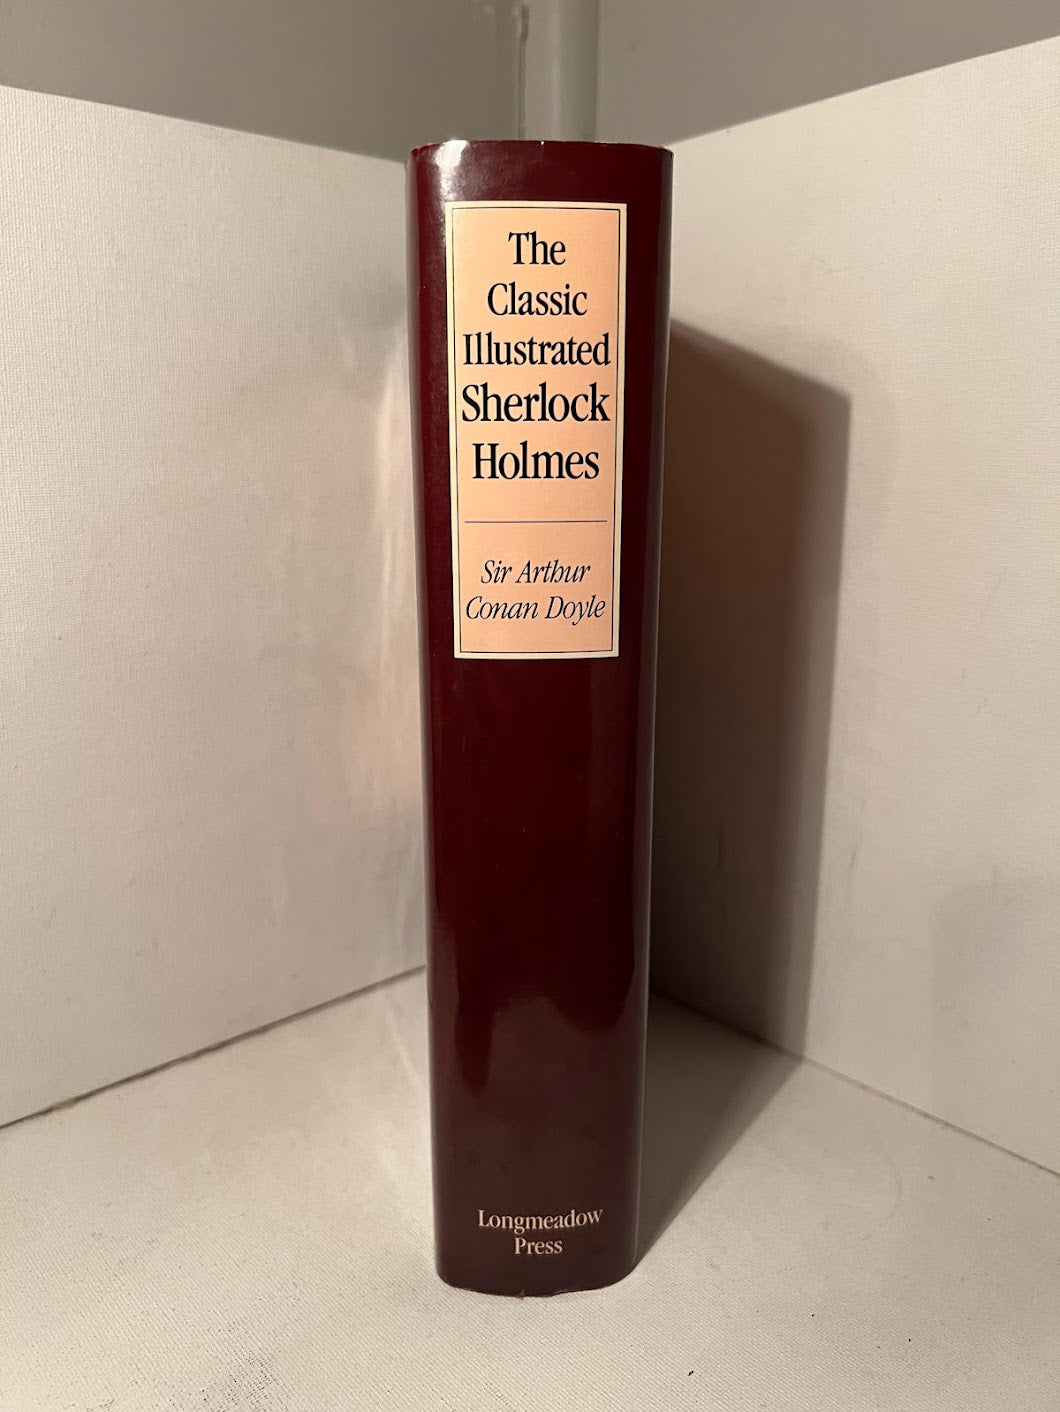 The
Classic
Illustrated
Sherlock
Holmes
Sir Arthur
Conan Doyle
Longmeadow
Press